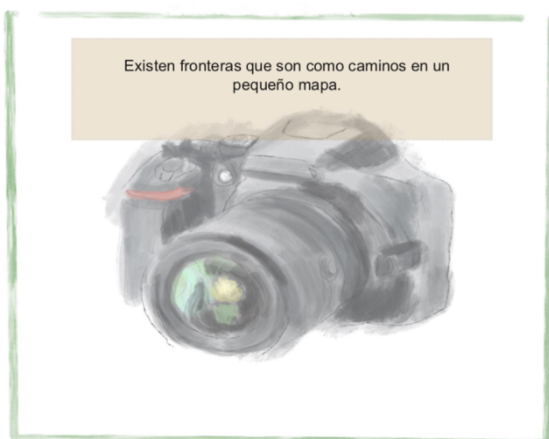 Existen fronteras que son como caminos en un
pequeño mapa.